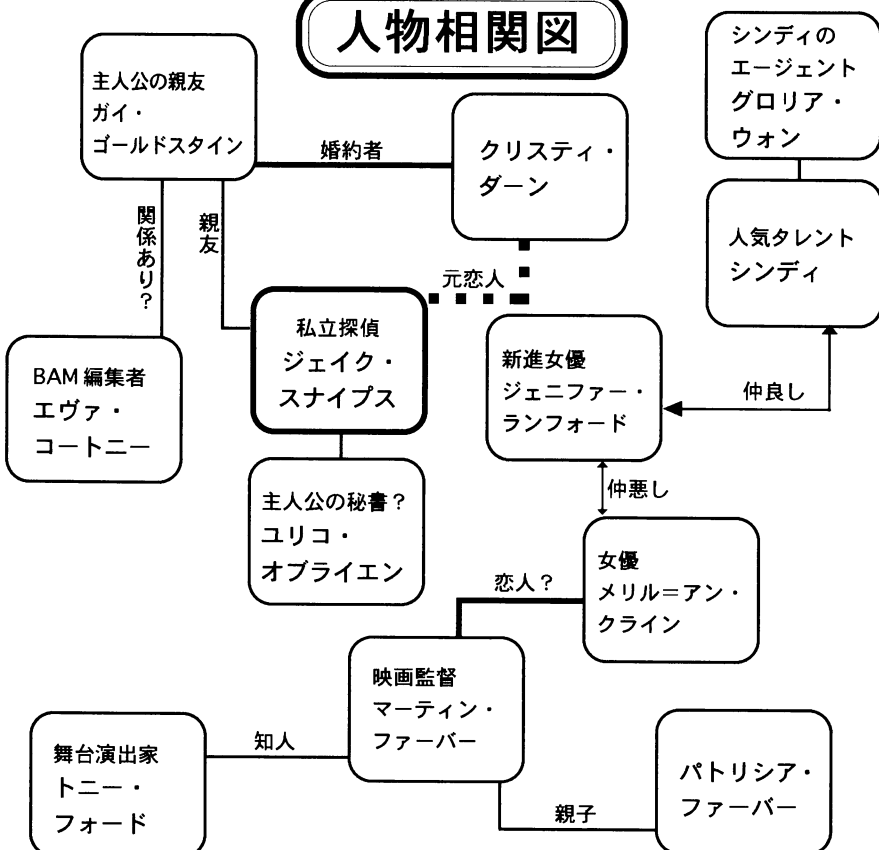 人物相関図
主人公の親友
ガイ・
ゴールドスタイン
婚約者
クリスティ・
ダーン
シンディの
エージェント
グロリア・
ウォン
人気タレント
シンディ
関係あり？
親友
元恋人
私立探偵
ジェイク・
スナイプス
BAM 編集者
エヴァ・
コートニー
新進女優
ジェニファー・
ランフォード
仲良し
主人公の秘書？
ユリコ・
オブライエン
仲悪し
女優
メリル＝アン・
クライン
恋人？
映画監督
マーティン・
ファーバー
知人
舞台演出家
トニー・
フォード
親子
パトリシア・
ファーバー